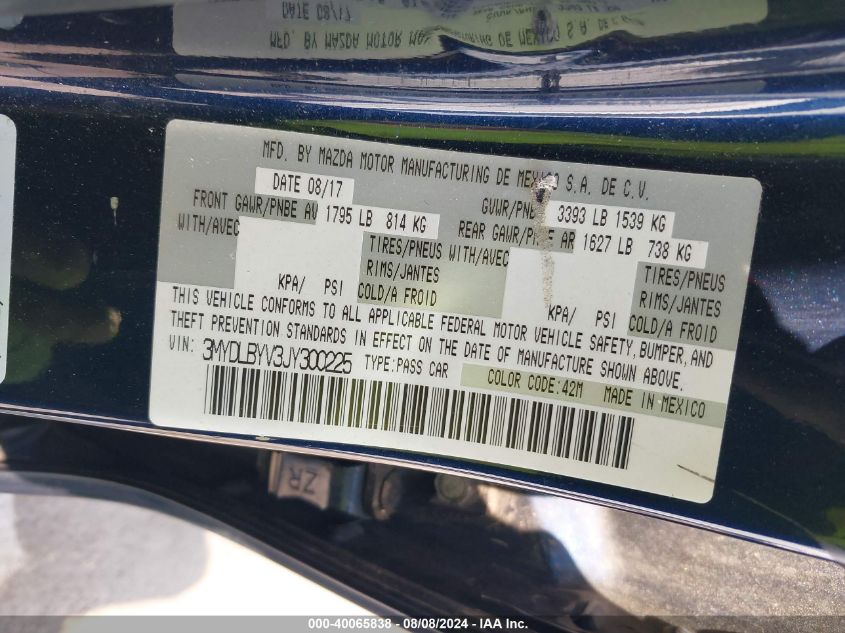 MFD. BY MAZDA MOTOR MANUFACTURING DE MEXICO S.A. DE C.V.
DATE 08/17
GVWR/PNBV 3393 LB 1539 KG
FRONT GAWR/PNBE AV 1795 LB 814 KG
REAR GAWR/PNBE AR 1627 LB 738 KG
WITH/AVEC
TIRES/PNEUS
RIMS/JANTES
KPA/ PSI COLD/A FROID
WITH/AVEC
TIRES/PNEUS
RIMS/JANTES
KPA/ PSI COLD/A FROID
THIS VEHICLE CONFORMS TO ALL APPLICABLE FEDERAL MOTOR VEHICLE SAFETY, BUMPER, AND
THEFT PREVENTION STANDARDS IN EFFECT ON THE DATE OF MANUFACTURE SHOWN ABOVE.
VIN: 3MYDLBYV3JY300225 TYPE:PASS CAR
COLOR CODE:42M MADE IN MEXICO
ZR
000-40065838 - 08/08/2024 - IAA Inc.